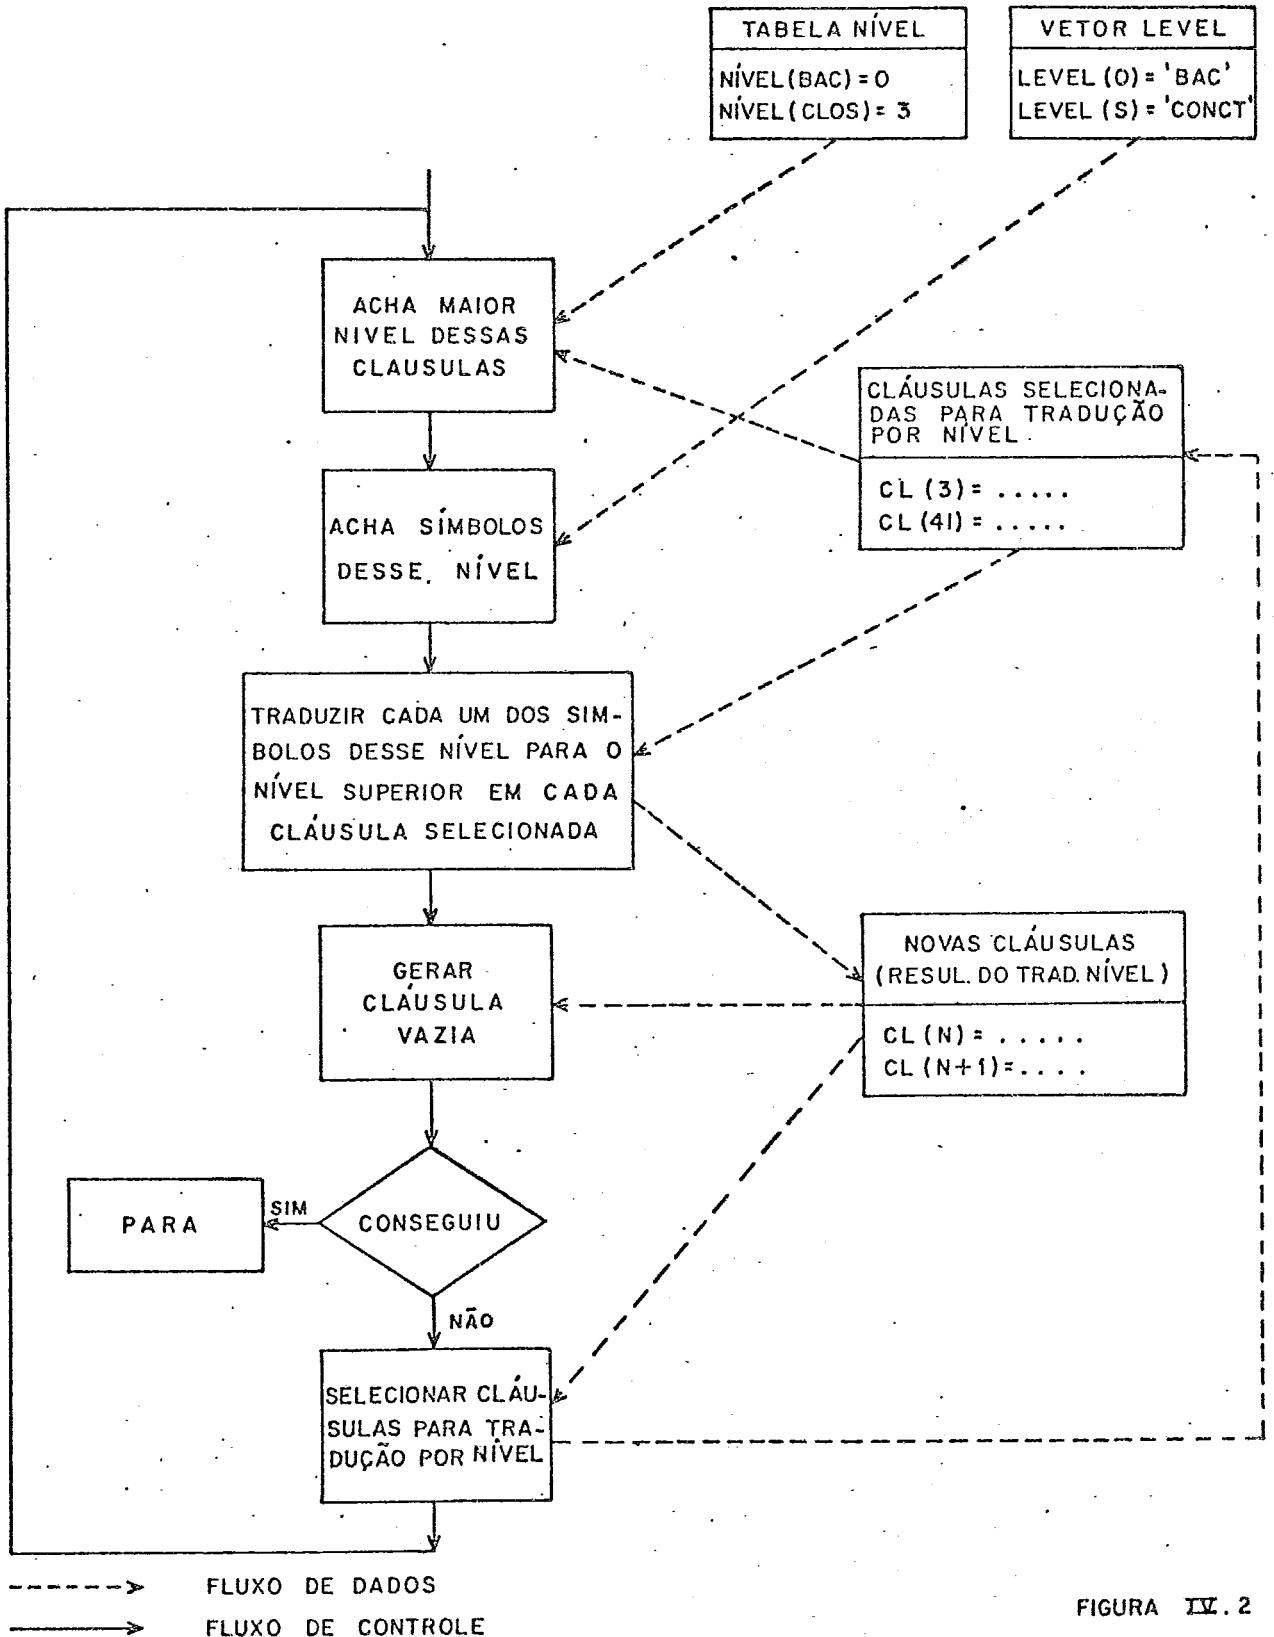 TABELA NÍVEL
NÍVEL(BAC)=0
NÍVEL(CLOS)= 3
VETOR LEVEL
LEVEL(0)='BAC'
LEVEL(S)='CONCT'
ACHA MAIOR
NIVEL DESSAS
CLAUSULAS
CLÁUSULAS SELECIONA-
DAS PARA TRADUÇÃO
POR NÍVEL.
CL(3)= .....
CL(41)= .....
ACHA SÍMBOLOS
DESSE. NÍVEL
TRADUZIR CADA UM DOS SIM-
BOLOS DESSE NÍVEL PARA O
NÍVEL SUPERIOR EM CADA
CLÁUSULA SELECIONADA
NOVAS CLÁUSULAS
(RESUL. DO TRAD. NÍVEL)
CL(N)= .....
CL(N+1)=....
GERAR
CLÁUSULA
VAZIA
CONSEGUIU
SIM
PARA
NÃO
SELECIONAR CLÁU-
SULAS PARA TRA-
DUÇÃO POR NÍVEL
FLUXO DE DADOS
FLUXO DE CONTROLE
FIGURA IV.2